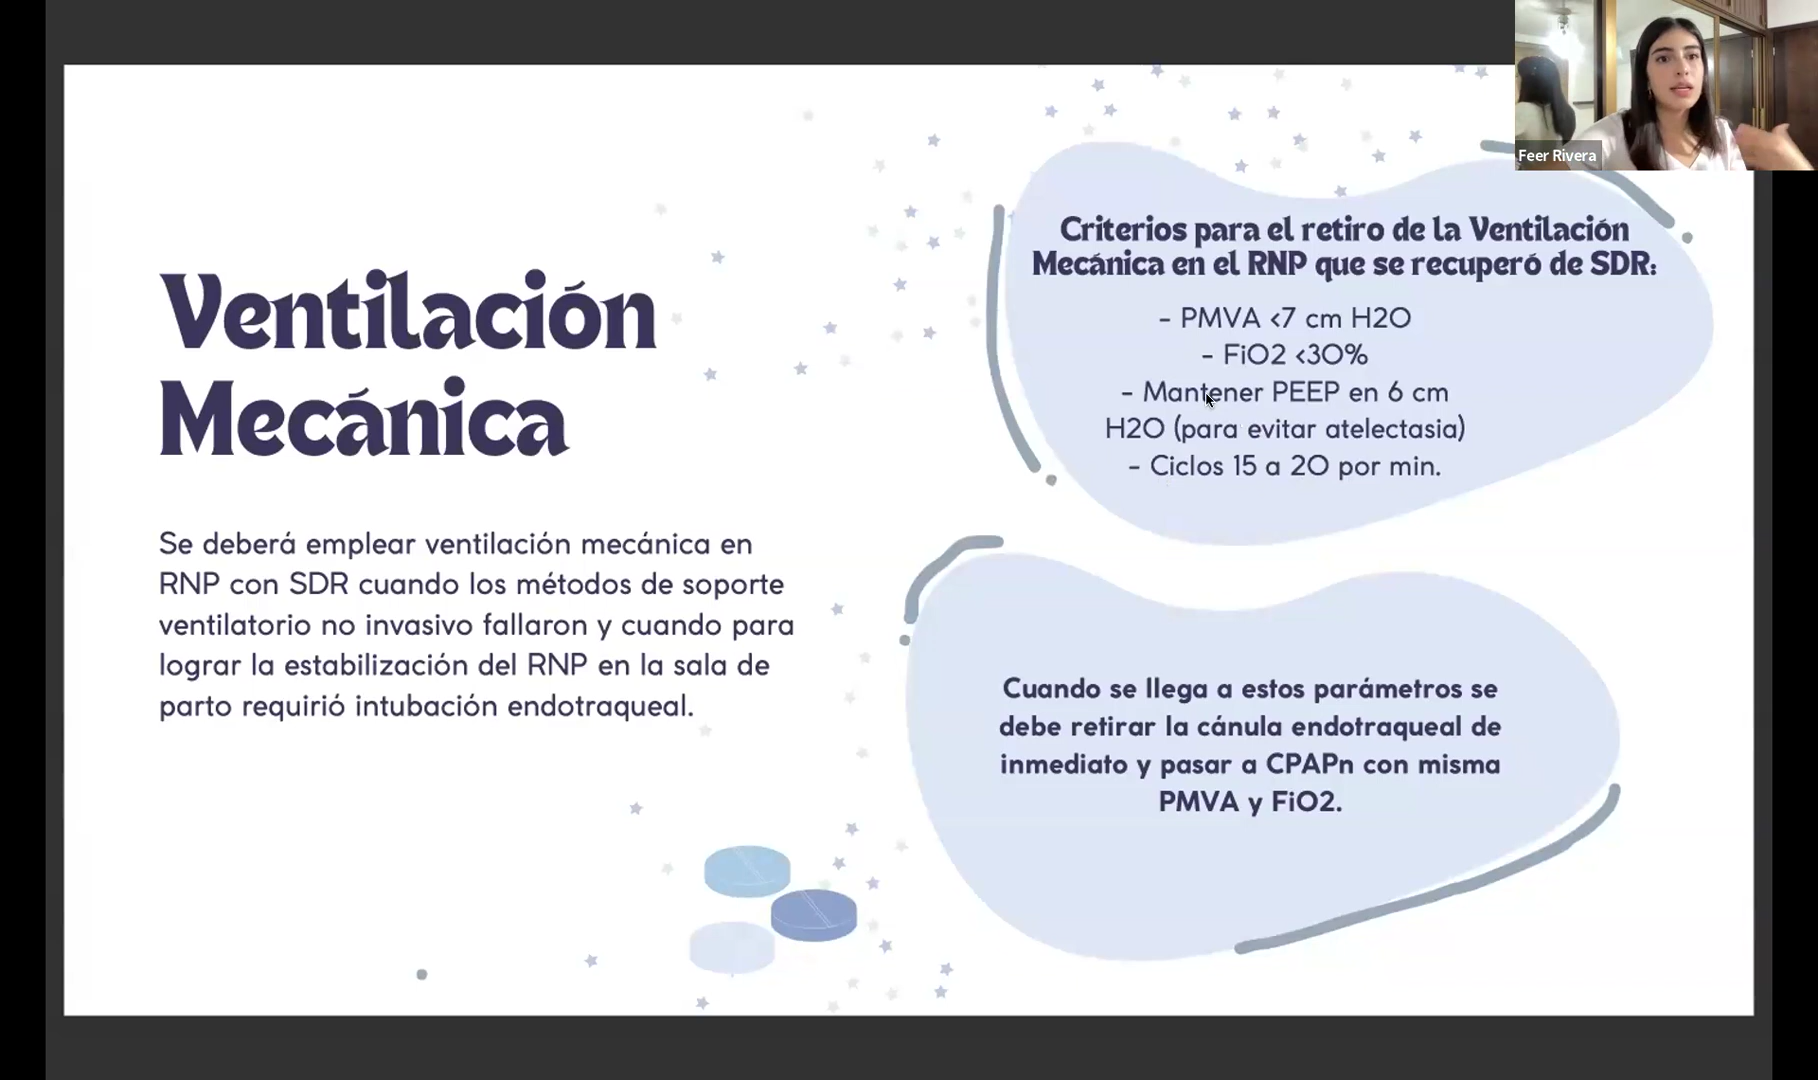 Feer Rivera
Ventilación
Mecánica
Se deberá emplear ventilación mecánica en
RNP con SDR cuando los métodos de soporte
ventilatorio no invasivo fallaron y cuando para
lograr la estabilización del RNP en la sala de
parto requirió intubación endotraqueal.
Criterios para el retiro de la Ventilación
Mecánica en el RNP que se recuperó de SDR:
- PMVA <7 cm H2O
- FiO2 <30%
- Mantener PEEP en 6 cm
H2O (para evitar atelectasia)
- Ciclos 15 a 20 por min.
Cuando se llega a estos parámetros se
debe retirar la cánula endotraqueal de
inmediato y pasar a CPAPn con misma
PMVA y FiO2.